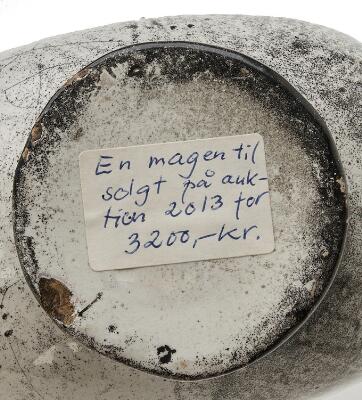 En magen til
solgt på auk-
tion 2013 for
3200,-kr.